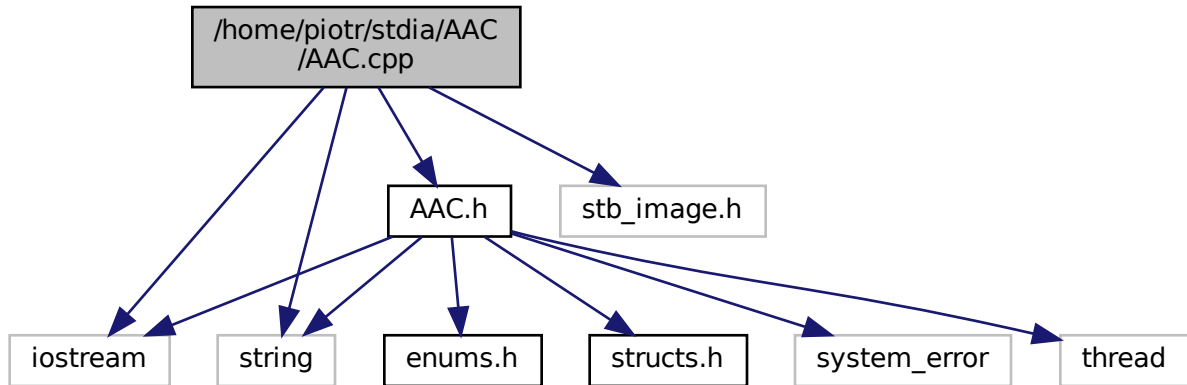 /home/piotr/stdia/AAC
/AAC.cpp
AAC.h
stb_image.h
iostream
string
enums.h
structs.h
system_error
thread